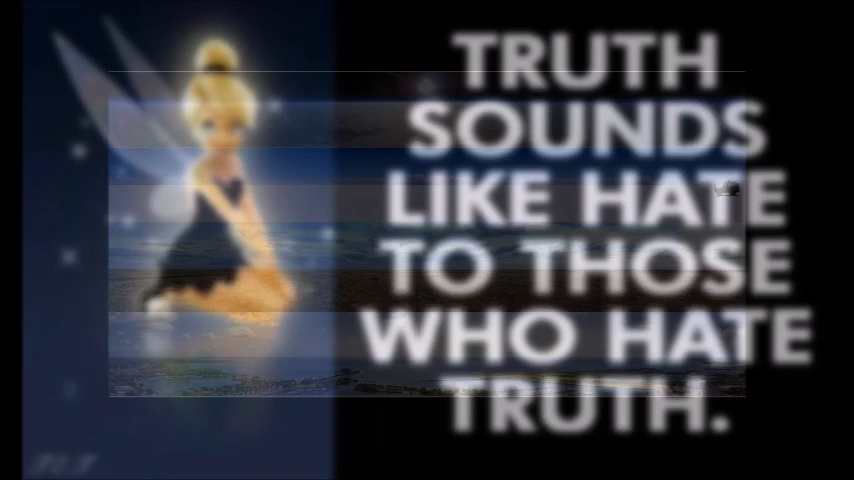 TRUTH
SOUNDS
LIKE HATE
TO THOSE
WHO HATE
TRUTH.